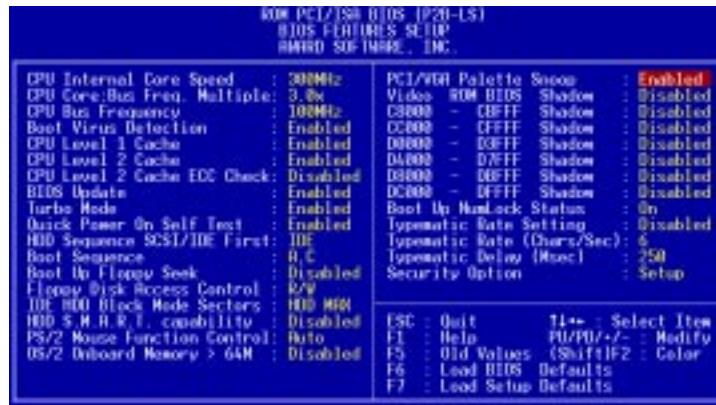 ROM PCI/ISA BIOS (P2B-LS)
BIOS FEATURES SETUP
AWARD SOFTWARE, INC.
CPU Internal Core Speed : 300MHz
CPU Core:Bus Freq. Multiple: 3.0x
CPU Bus Frequency : 100MHz
Boot Virus Detection : Enabled
CPU Level 1 Cache : Enabled
CPU Level 2 Cache : Enabled
CPU Level 2 Cache ECC Check: Disabled
BIOS Update : Enabled
Turbo Mode : Enabled
Quick Power On Self Test : Enabled
HDD Sequence SCSI/IDE First: IDE
Boot Sequence : A,C
Boot Up Floppy Seek : Disabled
Floppy Disk Access Control : R/W
IDE HDD Block Mode Sectors : HDD MAX
HDD S.M.A.R.T. capability : Disabled
PS/2 Mouse Function Control: Auto
OS/2 Onboard Memory > 64M : Disabled
PCI/VGA Palette Snoop : Enabled
Video ROM BIOS Shadow : Disabled
C8000 - CBFFF Shadow : Disabled
CC000 - CFFFF Shadow : Disabled
D0000 - D3FFF Shadow : Disabled
D4000 - D7FFF Shadow : Disabled
D8000 - DBFFF Shadow : Disabled
DC000 - DFFFF Shadow : Disabled
Boot Up NumLock Status : On
Typematic Rate Setting : Disabled
Typematic Rate (Chars/Sec): 6
Typematic Delay (Msec) : 250
Security Option : Setup
ESC : Quit ↑↓→← : Select Item
F1 : Help PU/PD/+/- : Modify
F5 : Old Values (Shift)F2 : Color
F6 : Load BIOS Defaults
F7 : Load Setup Defaults